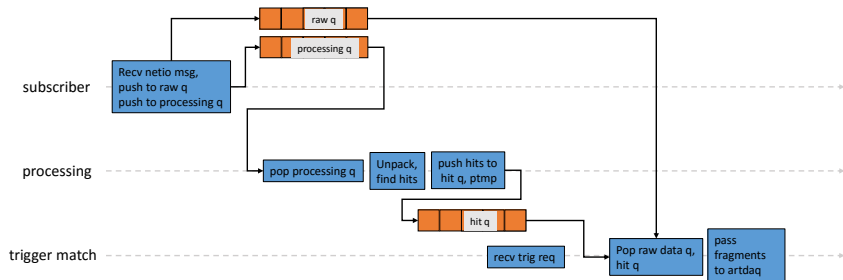 raw q
processing q
subscriber
Recv netio msg,
push to raw q
push to processing q
processing
pop processing q
Unpack,
find hits
push hits to
hit q, ptmp
hit q
trigger match
recv trig req
Pop raw data q,
hit q
pass
fragments
to artdaq